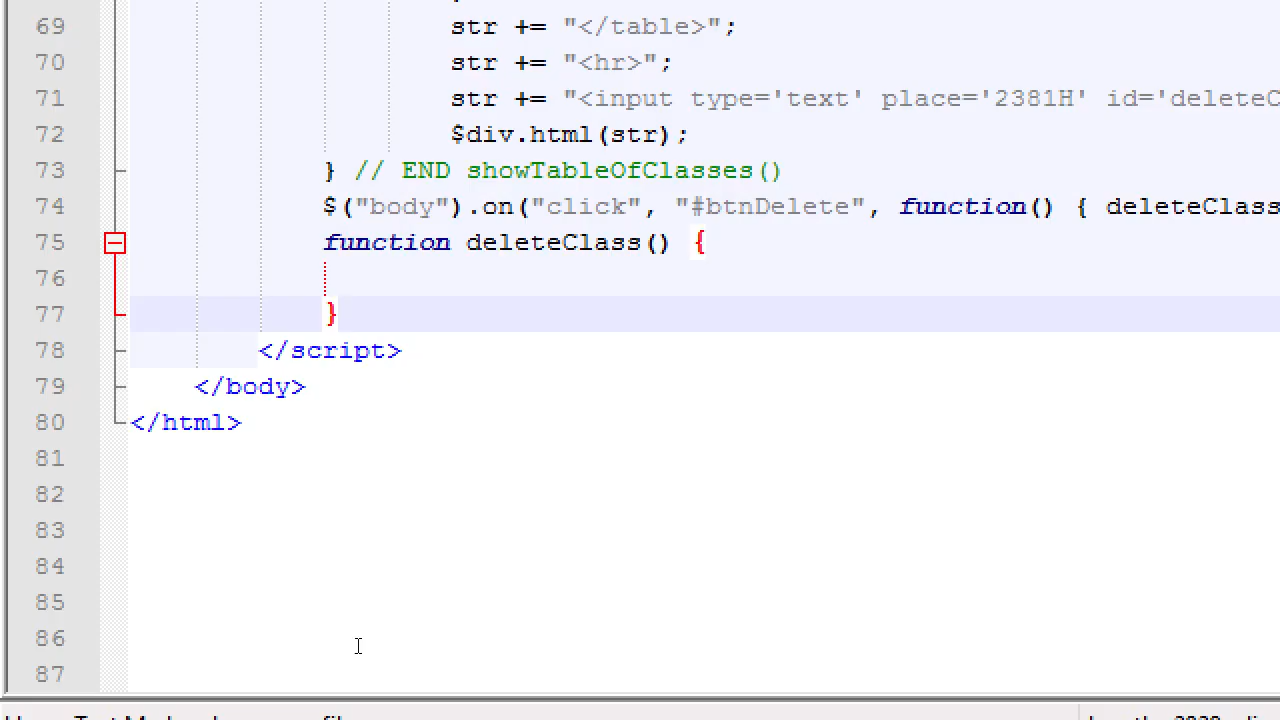 69 str += "</table>";
70 str += "<hr>";
71 str += "<input type='text' place='2381H' id='deleteC
72 $div.html(str);
73 } // END showTableOfClasses()
74 $("body").on("click", "#btnDelete", function() { deleteClass
75 function deleteClass() {
76
77 }
78 </script>
79 </body>
80 </html>
81
82
83
84
85
86
87